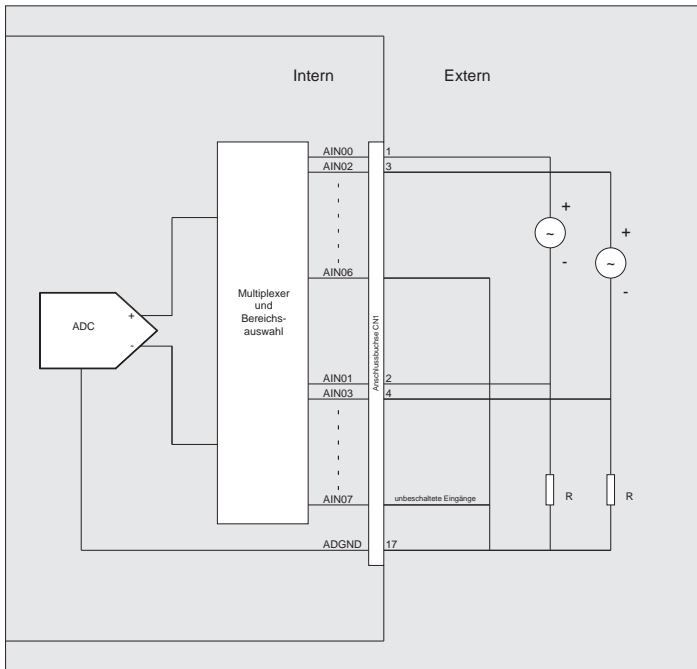 Intern Extern
AIN00 1
AIN02 3
+
~
-
+
~
-
AIN06
Multiplexer
und
Bereichs-
auswahl
ADC
+
-
Anschlussbuchse CN1
AIN01 2
AIN03 4
AIN07 unbeschaltete Eingänge
R R
ADGND 17